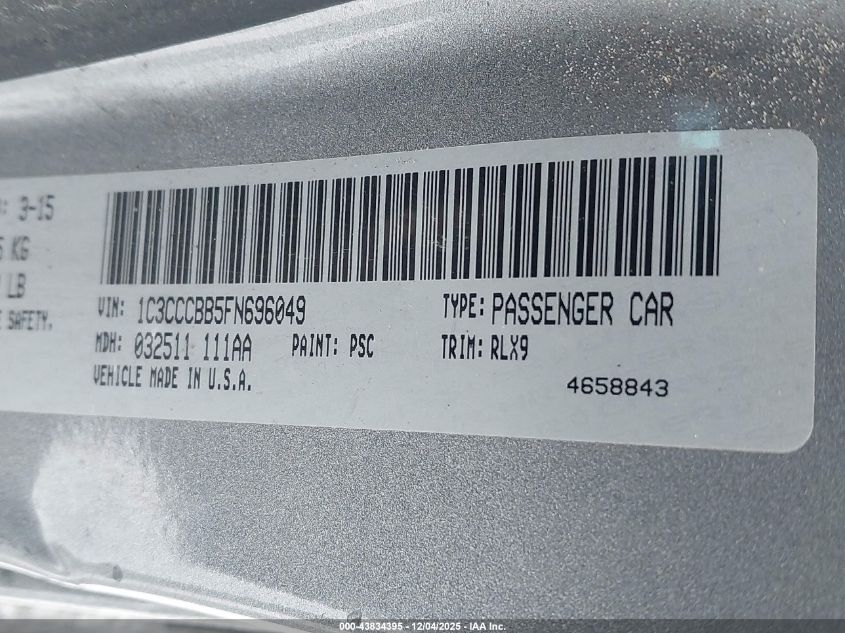 : 3-15
KG
LB
SAFETY.
VIN: 1C3CCCBB5FN696049
TYPE: PASSENGER CAR
MDH: 032511 111AA
PAINT: PSC
TRIM: RLX9
VEHICLE MADE IN U.S.A.
4658843
000-43834395 - 12/04/2025 - IAA Inc.